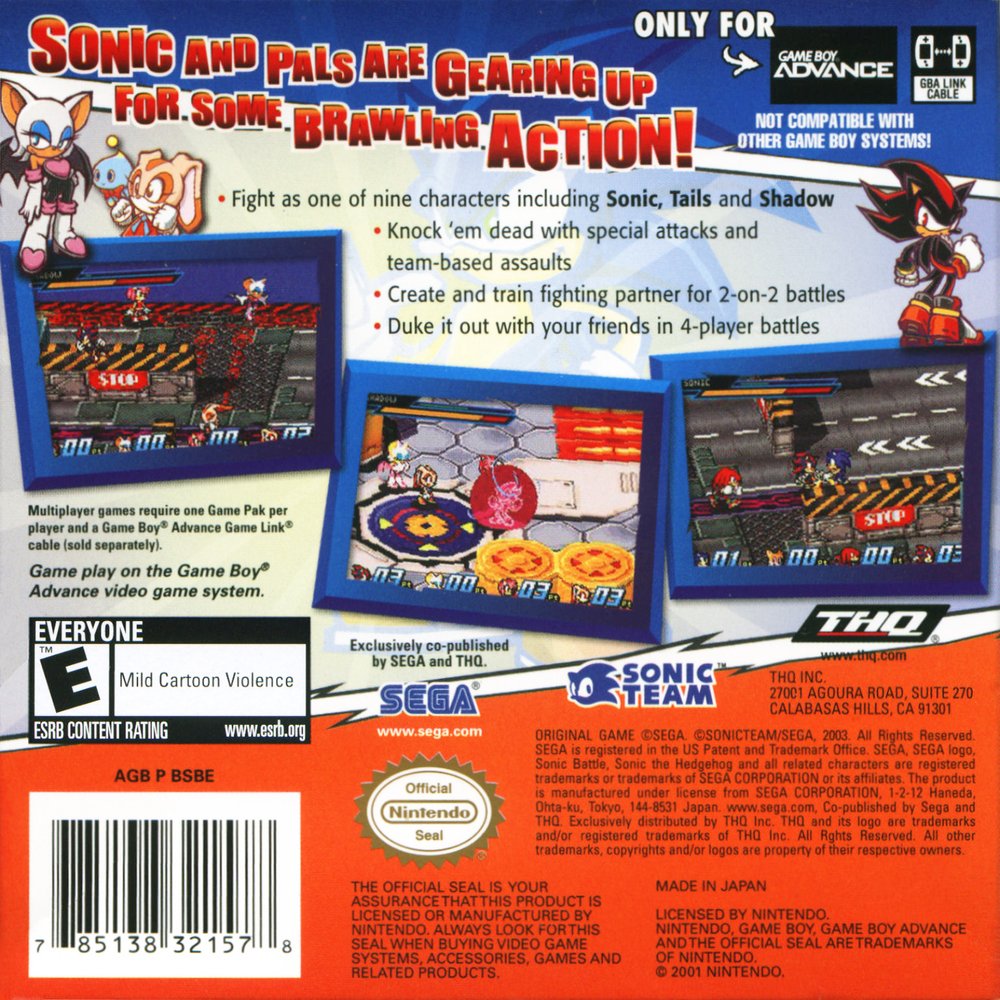 SONIC AND PALS ARE GEARING UP
FOR SOME BRAWLING ACTION!
ONLY FOR
GAME BOY
ADVANCE
GBA LINK
CABLE
NOT COMPATIBLE WITH
OTHER GAME BOY SYSTEMS!
• Fight as one of nine characters including Sonic, Tails and Shadow
• Knock 'em dead with special attacks and
team-based assaults
• Create and train fighting partner for 2-on-2 battles
• Duke it out with your friends in 4-player battles
STOP
00 00 00 02
03 00 03 03
SONIC
STOP
01 00 00 03
Multiplayer games require one Game Pak per
player and a Game Boy® Advance Game Link®
cable (sold separately).
Game play on the Game Boy®
Advance video game system.
EVERYONE
™
E
Mild Cartoon Violence
ESRB CONTENT RATING www.esrb.org
Exclusively co-published
by SEGA and THQ.
SEGA®
www.sega.com
SONIC
TEAM™
THQ®
www.thq.com
THQ INC.
27001 AGOURA ROAD, SUITE 270
CALABASAS HILLS, CA 91301
ORIGINAL GAME ©SEGA. ©SONICTEAM/SEGA, 2003. All Rights Reserved.
SEGA is registered in the US Patent and Trademark Office. SEGA, SEGA logo,
Sonic Battle, Sonic the Hedgehog and all related characters are registered
trademarks or trademarks of SEGA CORPORATION or its affiliates. The product
is manufactured under license from SEGA CORPORATION, 1-2-12 Haneda,
Ohta-ku, Tokyo, 144-8531 Japan. www.sega.com, Co-published by Sega and
THQ. Exclusively distributed by THQ Inc. THQ and its logo are trademarks
and/or registered trademarks of THQ Inc. All Rghts Reserved. All other
trademarks, copyrights and/or logos are property of their respective owners.
AGB P BSBE
7 85138 32157 8
Official
Nintendo
Seal
®
THE OFFICIAL SEAL IS YOUR
ASSURANCE THAT THIS PRODUCT IS
LICENSED OR MANUFACTURED BY
NINTENDO. ALWAYS LOOK FOR THIS
SEAL WHEN BUYING VIDEO GAME
SYSTEMS, ACCESSORIES, GAMES AND
RELATED PRODUCTS.
MADE IN JAPAN
LICENSED BY NINTENDO.
NINTENDO, GAME BOY, GAME BOY ADVANCE
AND THE OFFICIAL SEAL ARE TRADEMARKS
OF NINTENDO.
© 2001 NINTENDO.